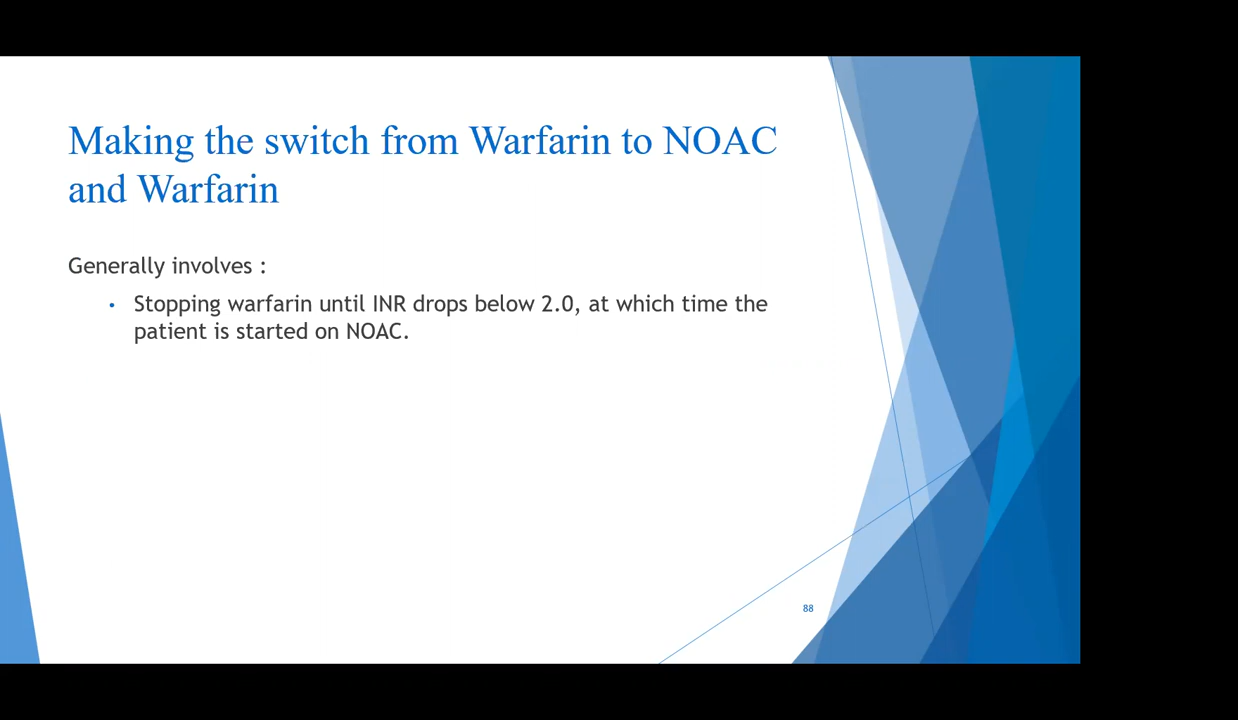 Making the switch from Warfarin to NOAC
and Warfarin
Generally involves :
• Stopping warfarin until INR drops below 2.0, at which time the
patient is started on NOAC.
88